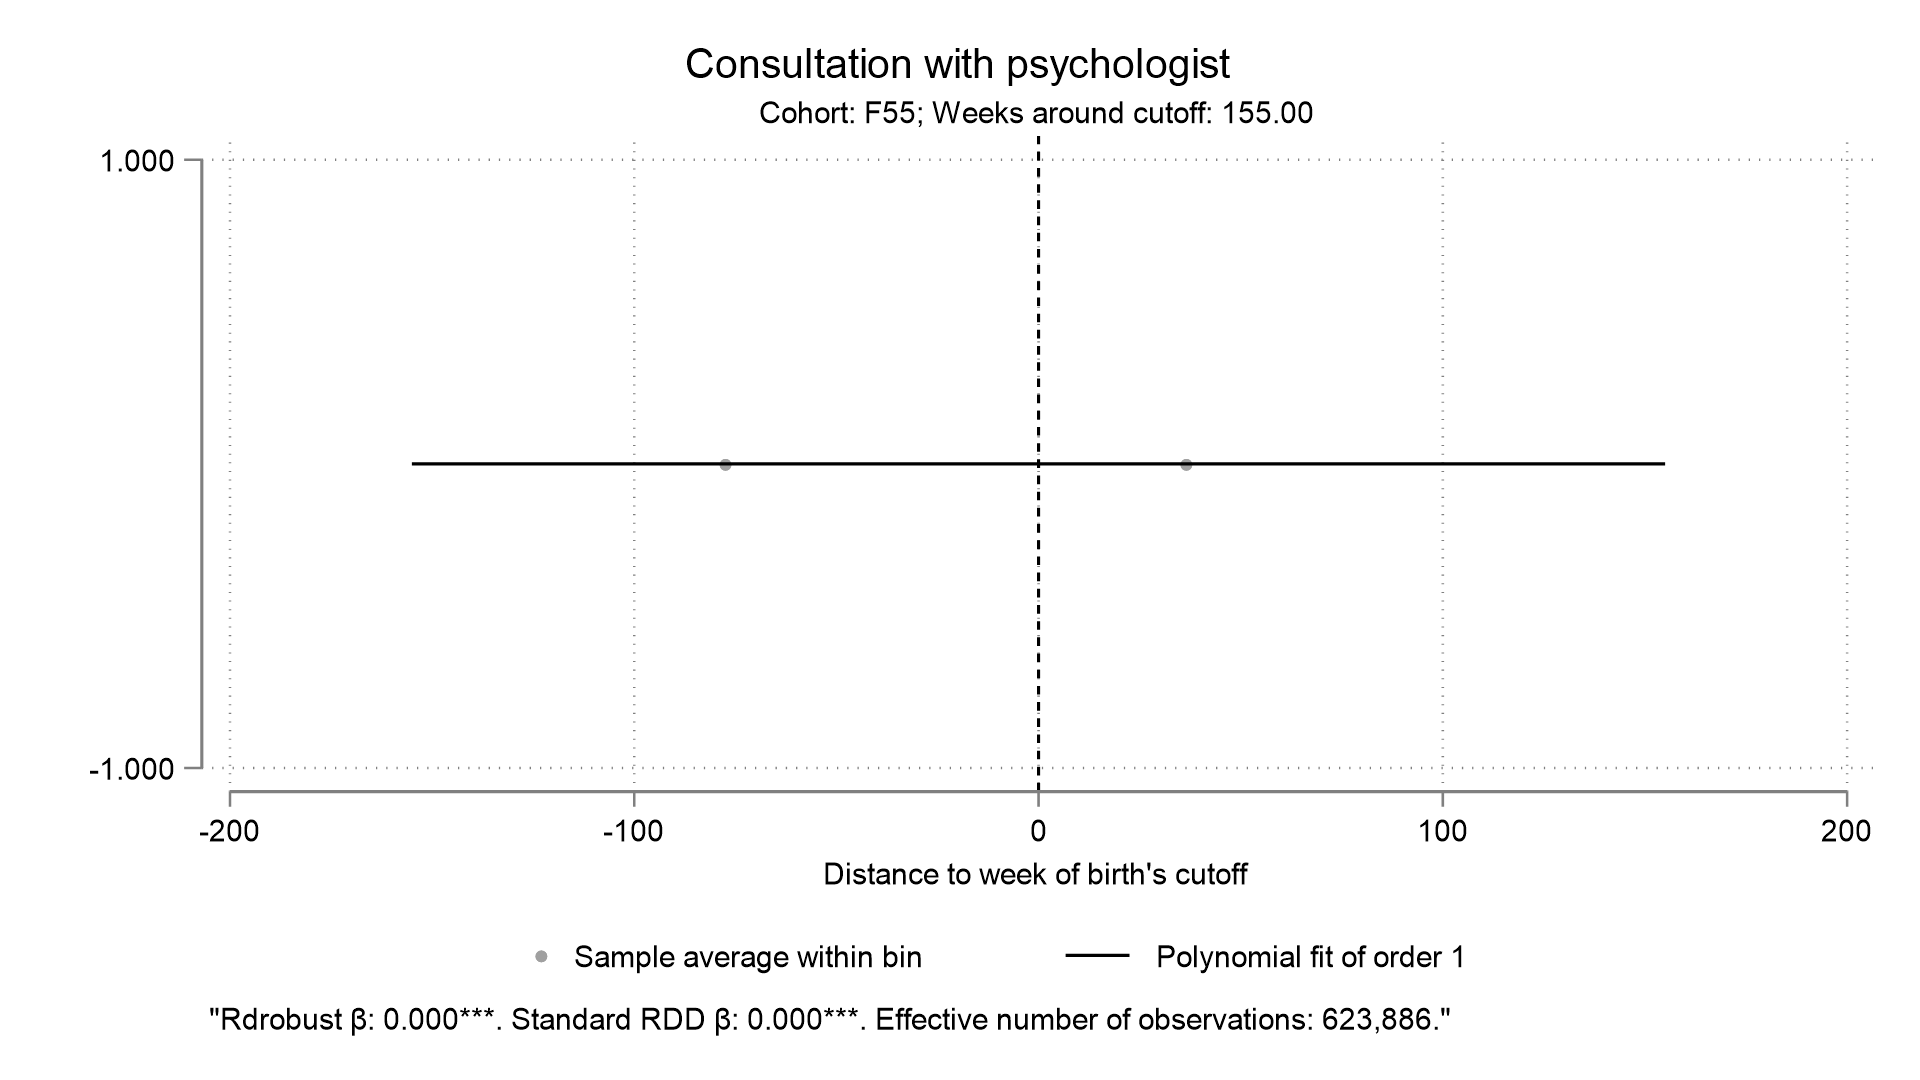 Consultation with psychologist
Cohort: F55; Weeks around cutoff: 155.00
1.000
-1.000
-200 -100 0 100 200
Distance to week of birth's cutoff
Sample average within bin Polynomial fit of order 1
"Rdrobust β: 0.000***. Standard RDD β: 0.000***. Effective number of observations: 623,886."